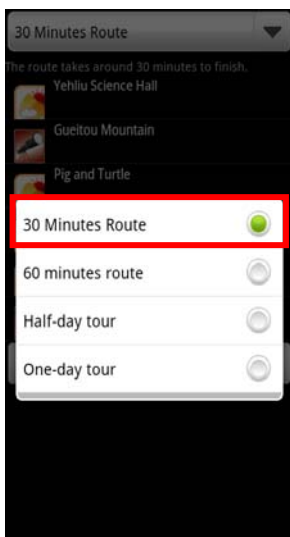 30 Minutes Route
The route takes around 30 minutes to finish.
Yehliu Science Hall
Gueitou Mountain
Pig and Turtle
30 Minutes Route
60 minutes route
Half-day tour
One-day tour